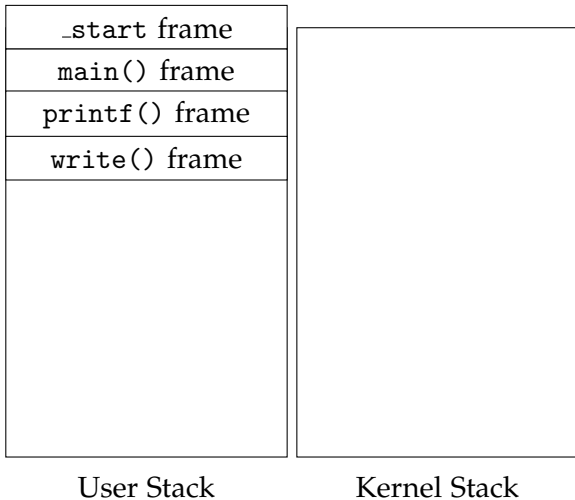 _start frame
main() frame
printf() frame
write() frame
User Stack
Kernel Stack